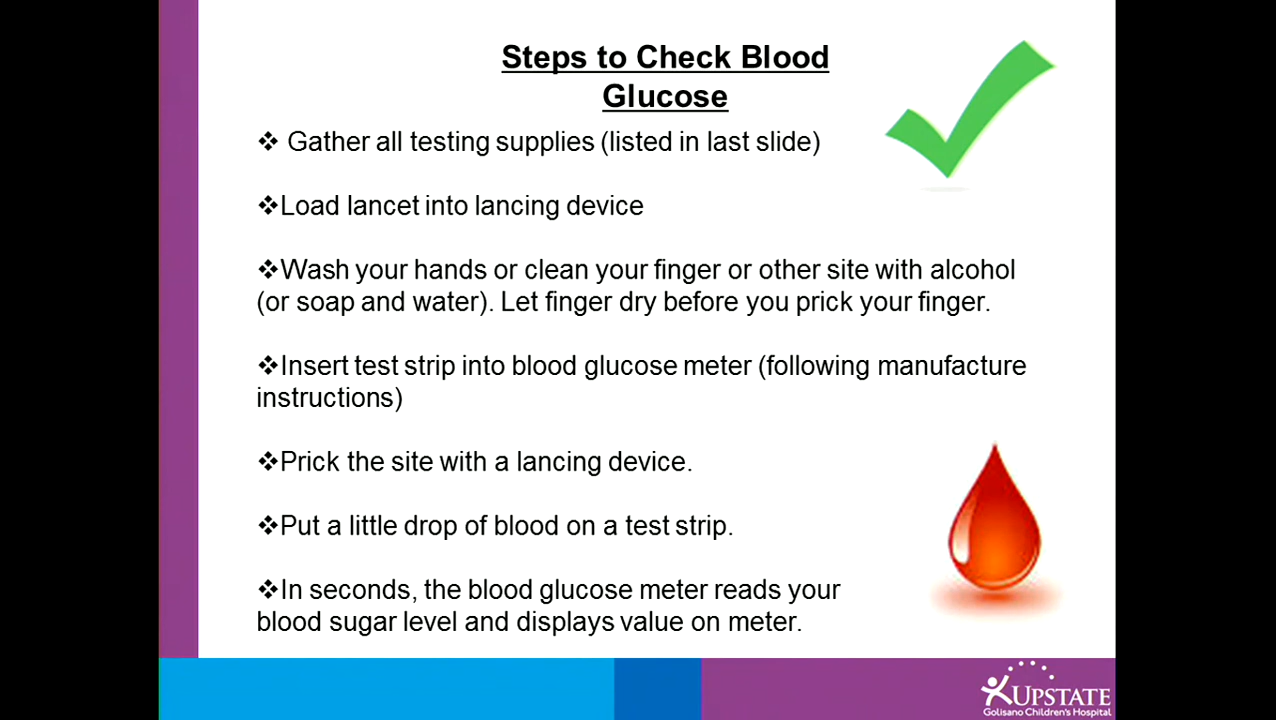 Steps to Check Blood
Glucose
❖ Gather all testing supplies (listed in last slide)
❖Load lancet into lancing device
❖Wash your hands or clean your finger or other site with alcohol
(or soap and water). Let finger dry before you prick your finger.
❖Insert test strip into blood glucose meter (following manufacture
instructions)
❖Prick the site with a lancing device.
❖Put a little drop of blood on a test strip.
❖In seconds, the blood glucose meter reads your
blood sugar level and displays value on meter.
UPSTATE
Golisano Children's Hospital